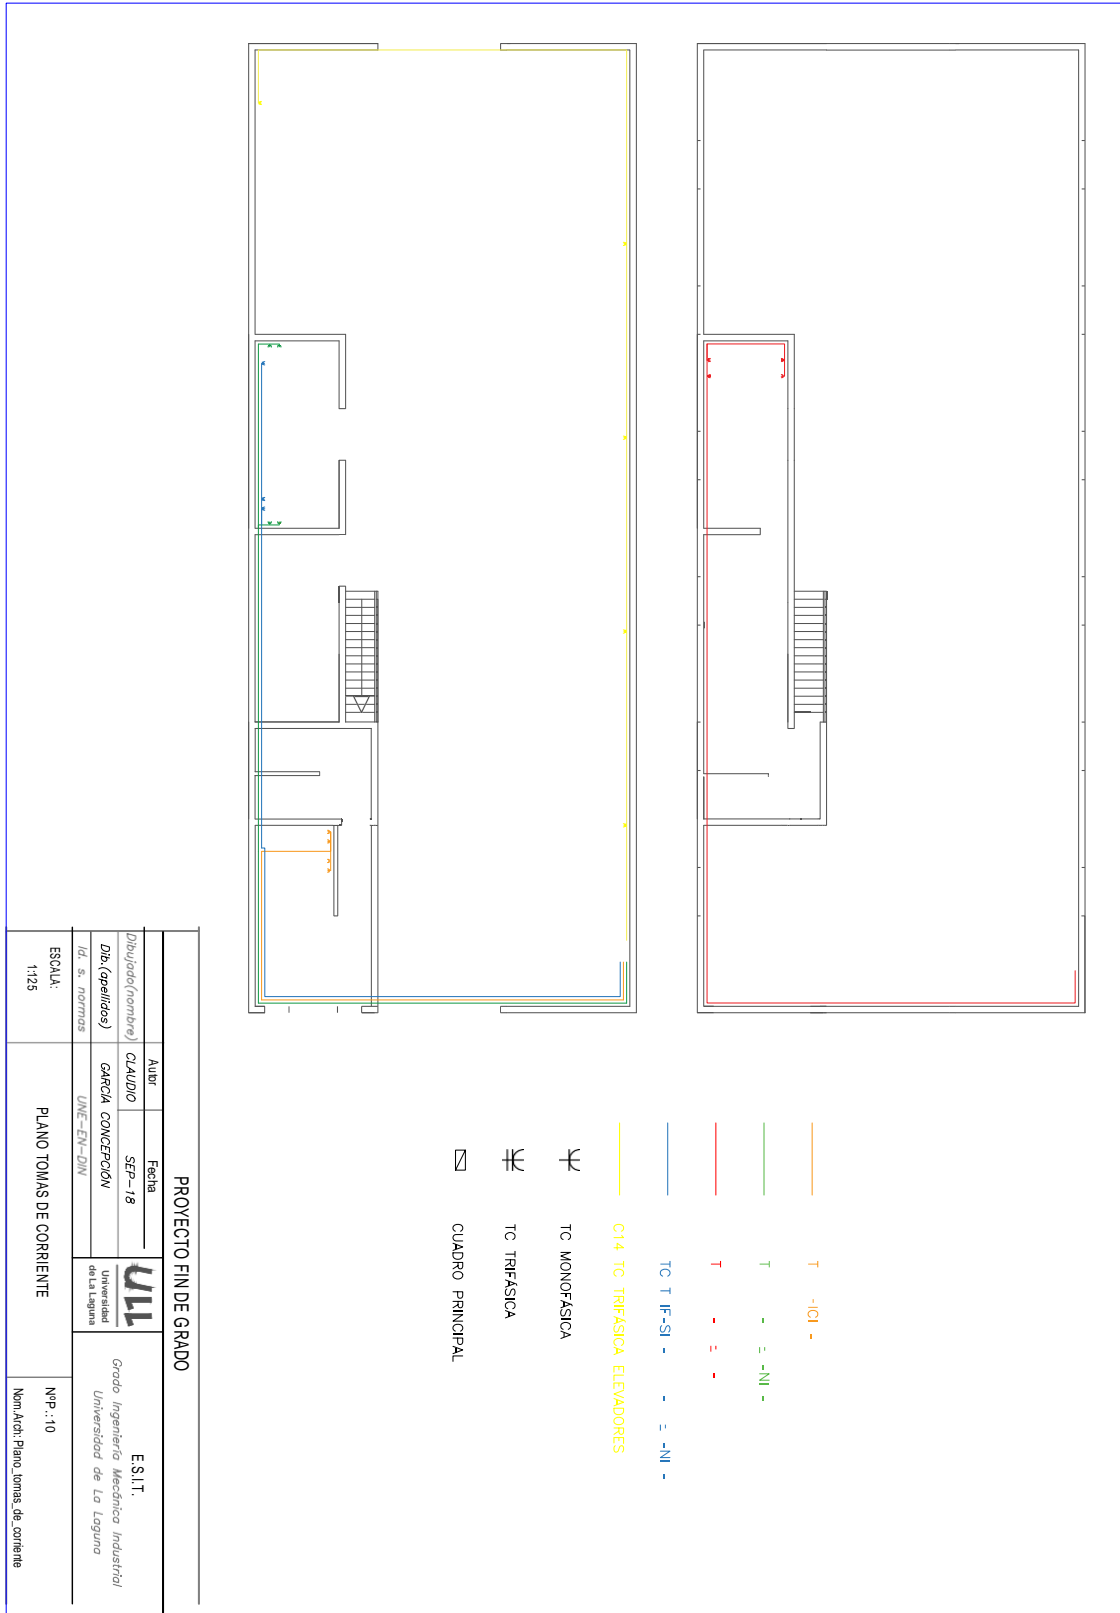 C14 TC TRIFÁSICA ELEVADORES
TC MONOFÁSICA
TC TRIFÁSICA
CUADRO PRINCIPAL
PROYECTO FIN DE GRADO
Autor
Fecha
Dibujado(nombre)
CLAUDIO
SEP-18
Dib.(apellidos)
GARCÍA CONCEPCIÓN
id. s. normas
UNE-EN-DIN
ULL
Universidad
de La Laguna
E.S.I.T.
Grado Ingeniería Mecánica Industrial
Universidad de La Laguna
ESCALA:
1:125
PLANO TOMAS DE CORRIENTE
NºP.:10
Nom.Arch: Plano_tomas_de_corriente